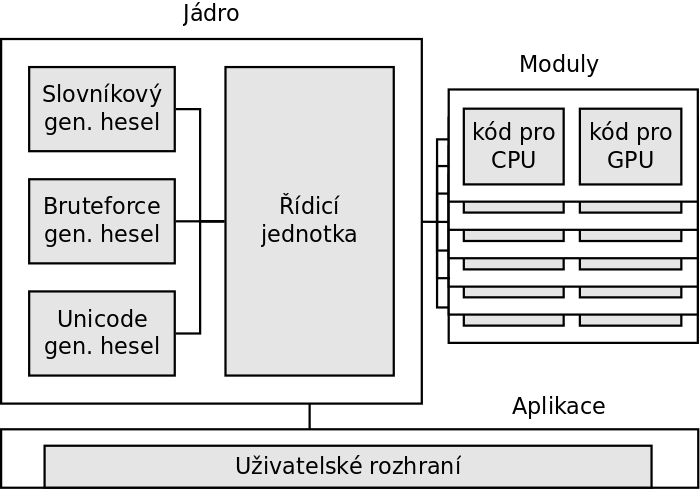 Jádro
Slovníkový
gen. hesel
Bruteforce
gen. hesel
Unicode
gen. hesel
Řídicí
jednotka
Moduly
kód pro
CPU
kód pro
GPU
Aplikace
Uživatelské rozhraní